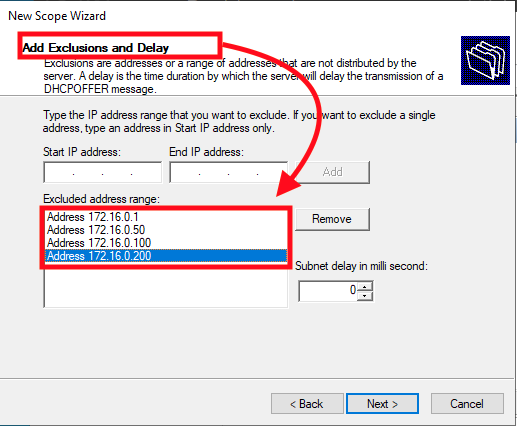 New Scope Wizard
Add Exclusions and Delay
Exclusions are addresses or a range of addresses that are not distributed by the
server. A delay is the time duration by which the server will delay the transmission of a
DHCPOFFER message.
Type the IP address range that you want to exclude. If you want to exclude a single
address, type an address in Start IP address only.
Start IP address: End IP address:
. . . . . . Add
Excluded address range:
Address 172.16.0.1 Remove
Address 172.16.0.50
Address 172.16.0.100
Address 172.16.0.200
Subnet delay in milli second:
0
< Back Next > Cancel